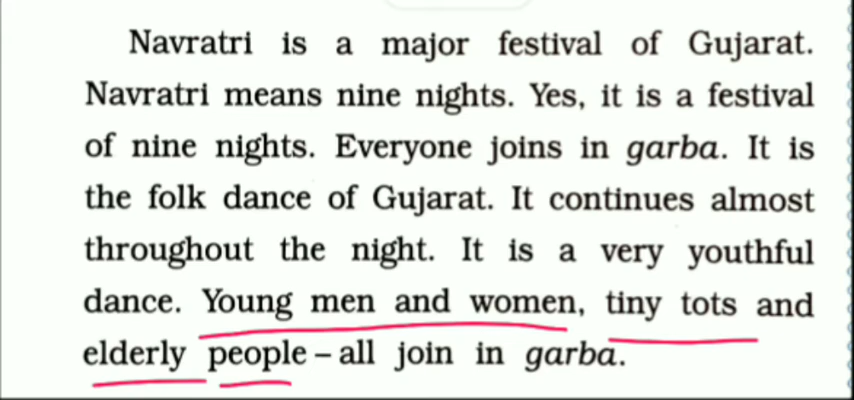 Navratri is a major festival of Gujarat.
Navratri means nine nights. Yes, it is a festival
of nine nights. Everyone joins in garba. It is
the folk dance of Gujarat. It continues almost
throughout the night. It is a very youthful
dance. Young men and women, tiny tots and
elderly people – all join in garba.